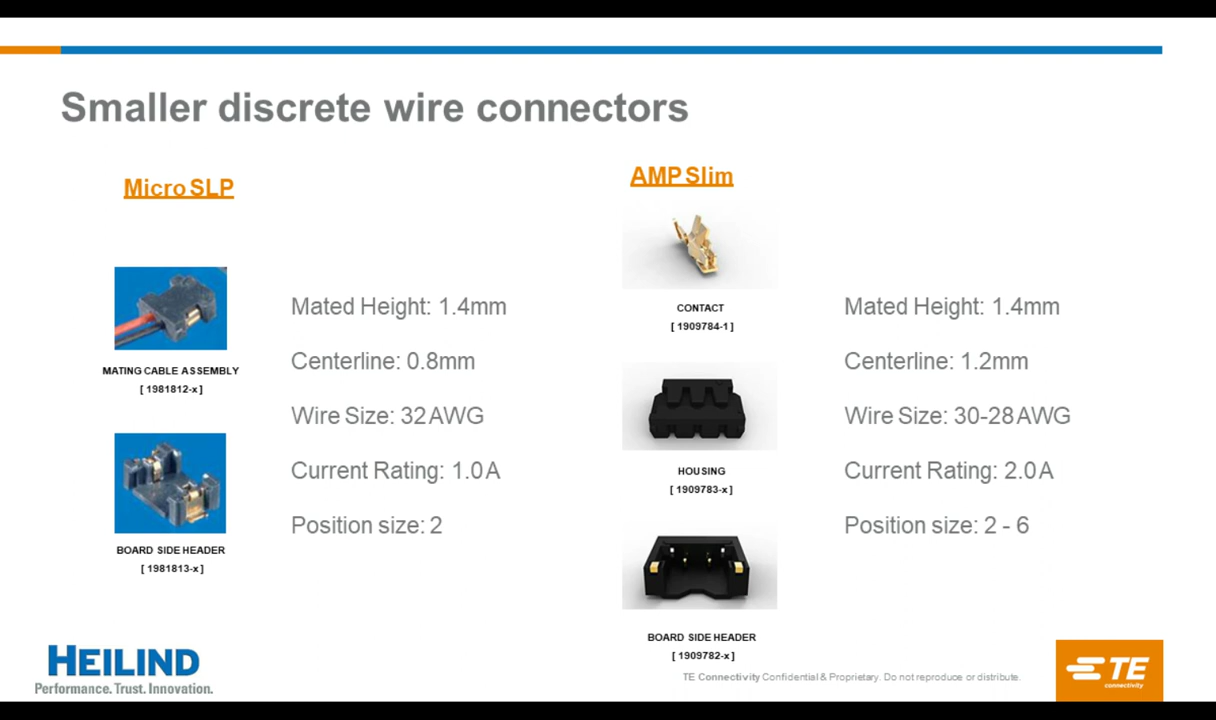 Smaller discrete wire connectors
Micro SLP
MATING CABLE ASSEMBLY
[ 1981812-x ]
BOARD SIDE HEADER
[ 1981813-x ]
Mated Height: 1.4mm
Centerline: 0.8mm
Wire Size: 32 AWG
Current Rating: 1.0 A
Position size: 2
AMP Slim
CONTACT
[ 1909784-1 ]
HOUSING
[ 1909783-x ]
BOARD SIDE HEADER
[ 1909782-x ]
Mated Height: 1.4mm
Centerline: 1.2mm
Wire Size: 30-28 AWG
Current Rating: 2.0 A
Position size: 2 - 6
HEILIND
Performance. Trust. Innovation.
TE Connectivity Confidential & Proprietary. Do not reproduce or distribute.
TE
connectivity